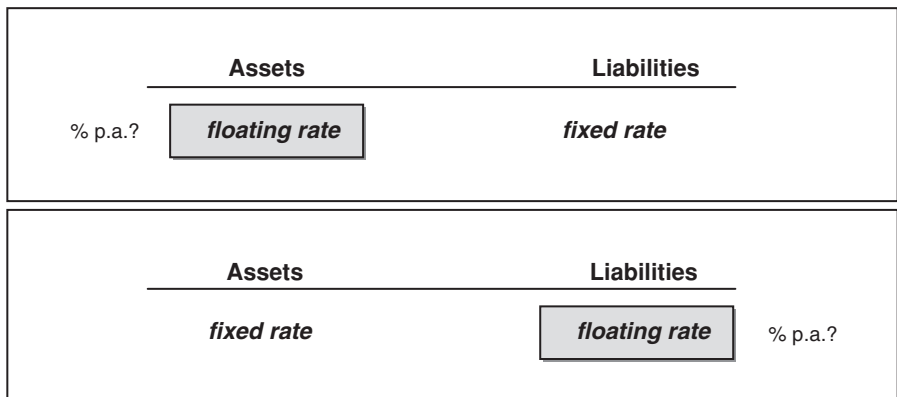 Assets Liabilities
% p.a.? floating rate fixed rate
Assets Liabilities
fixed rate floating rate % p.a.?